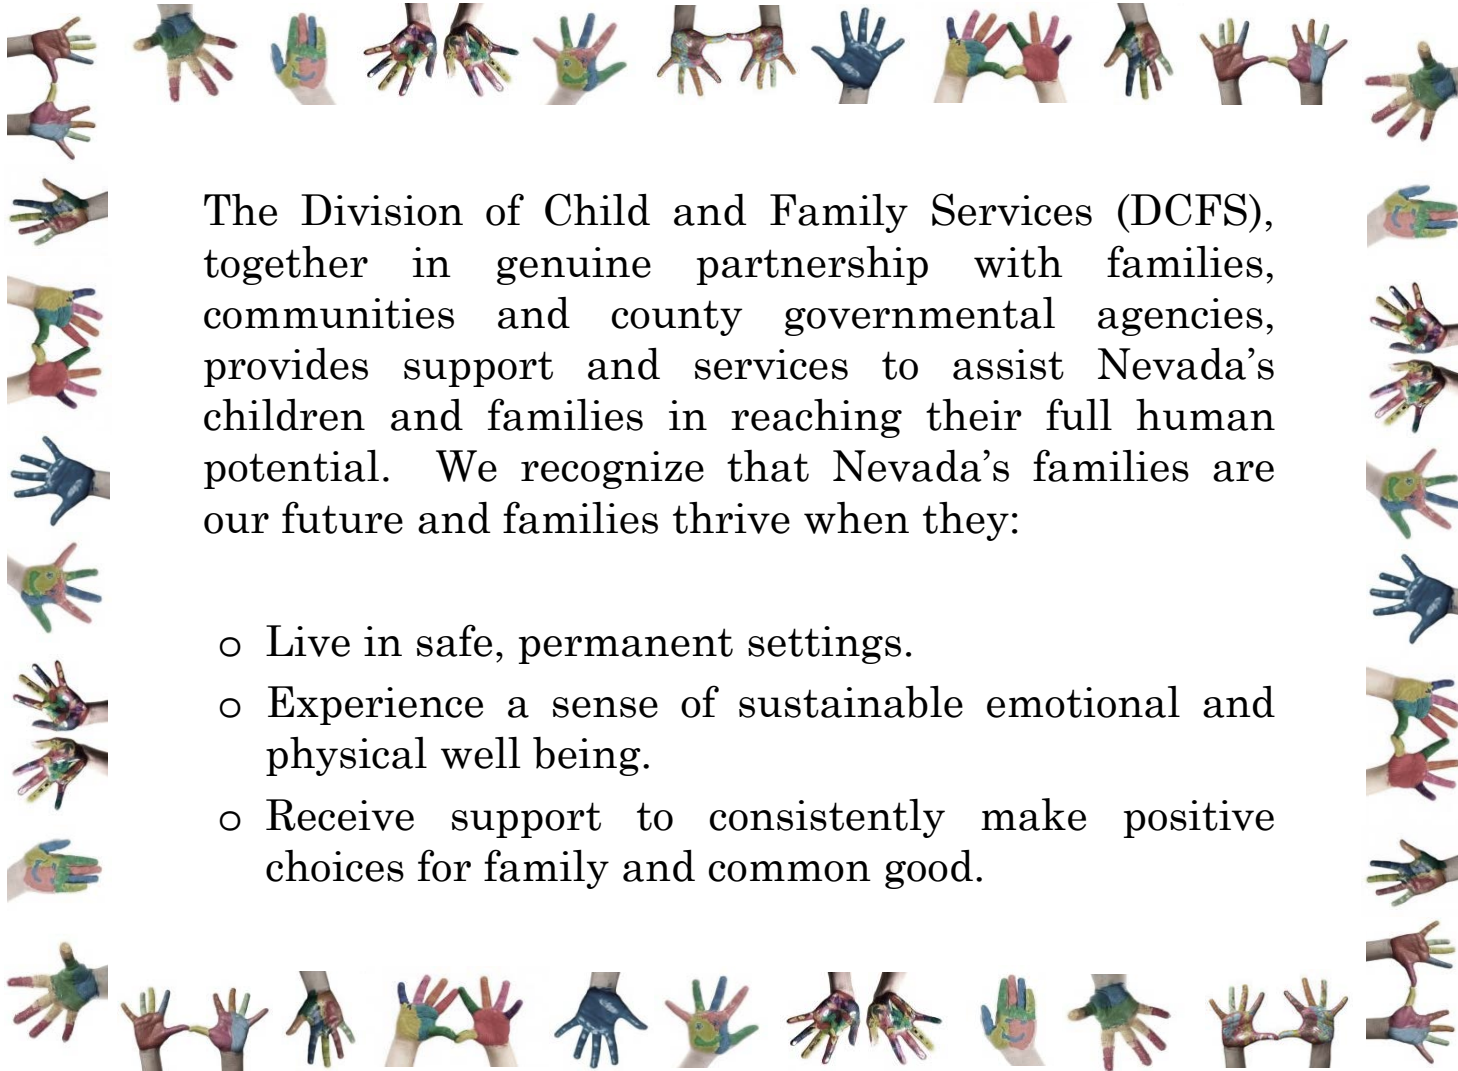 The Division of Child and Family Services (DCFS),
together in genuine partnership with families,
communities and county governmental agencies,
provides support and services to assist Nevada’s
children and families in reaching their full human
potential. We recognize that Nevada’s families are
our future and families thrive when they:
o Live in safe, permanent settings.
o Experience a sense of sustainable emotional and
physical well being.
o Receive support to consistently make positive
choices for family and common good.